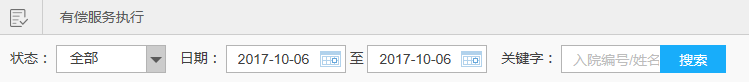 有偿服务执行
状态： 全部 日期： 2017-10-06 至 2017-10-06 关键字： 入院编号/姓名 搜索